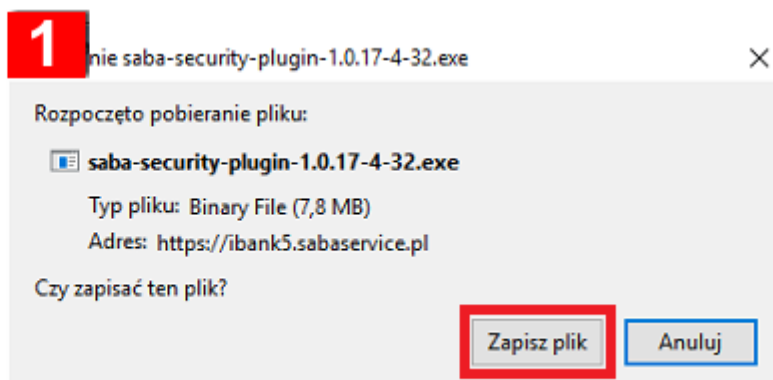 1
nie saba-security-plugin-1.0.17-4-32.exe
Rozpoczęto pobieranie pliku:
saba-security-plugin-1.0.17-4-32.exe
Typ pliku: Binary File (7,8 MB)
Adres: https://ibank5.sabaservice.pl
Czy zapisać ten plik?
Zapisz plik Anuluj